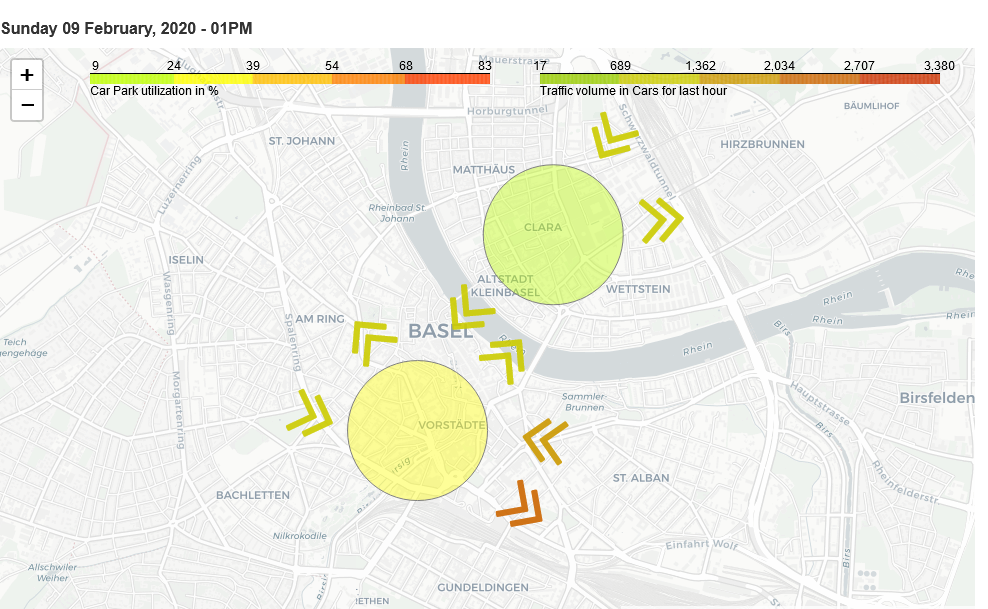 Sunday 09 February, 2020 - 01PM
+
−
9 24 39 54 68 83
Car Park utilization in %
17 689 1,362 2,034 2,707 3,380
Traffic volume in Cars for last hour
Mauerstrasse
BÄUMLIHOF
Horburgtunnel
Schwarzwaldtunnel
ST. JOHANN
HIRZBRUNNEN
Rhein
Luzernerring
MATTHÄUS
Rheinbad St.
Johann
CLARA
ISELIN
Wasgenring
ALTSTADT
KLEINBASEL
WETTSTEIN
Rhein
Rhein
Rhein
AM RING
Spalenring
BASEL
Birs
Teich
Rhein
Morgartenring
Hauptstrasse
Sammler-
Brunnen
Birsfelden
VORSTÄDTE
Birs
ST. ALBAN
Rheinfelderstr.
BACHLETTEN
Nilkrokodile
Einfahrt Wolf
Birs
Allschwiler
Weiher
Birsig
GUNDELDINGEN